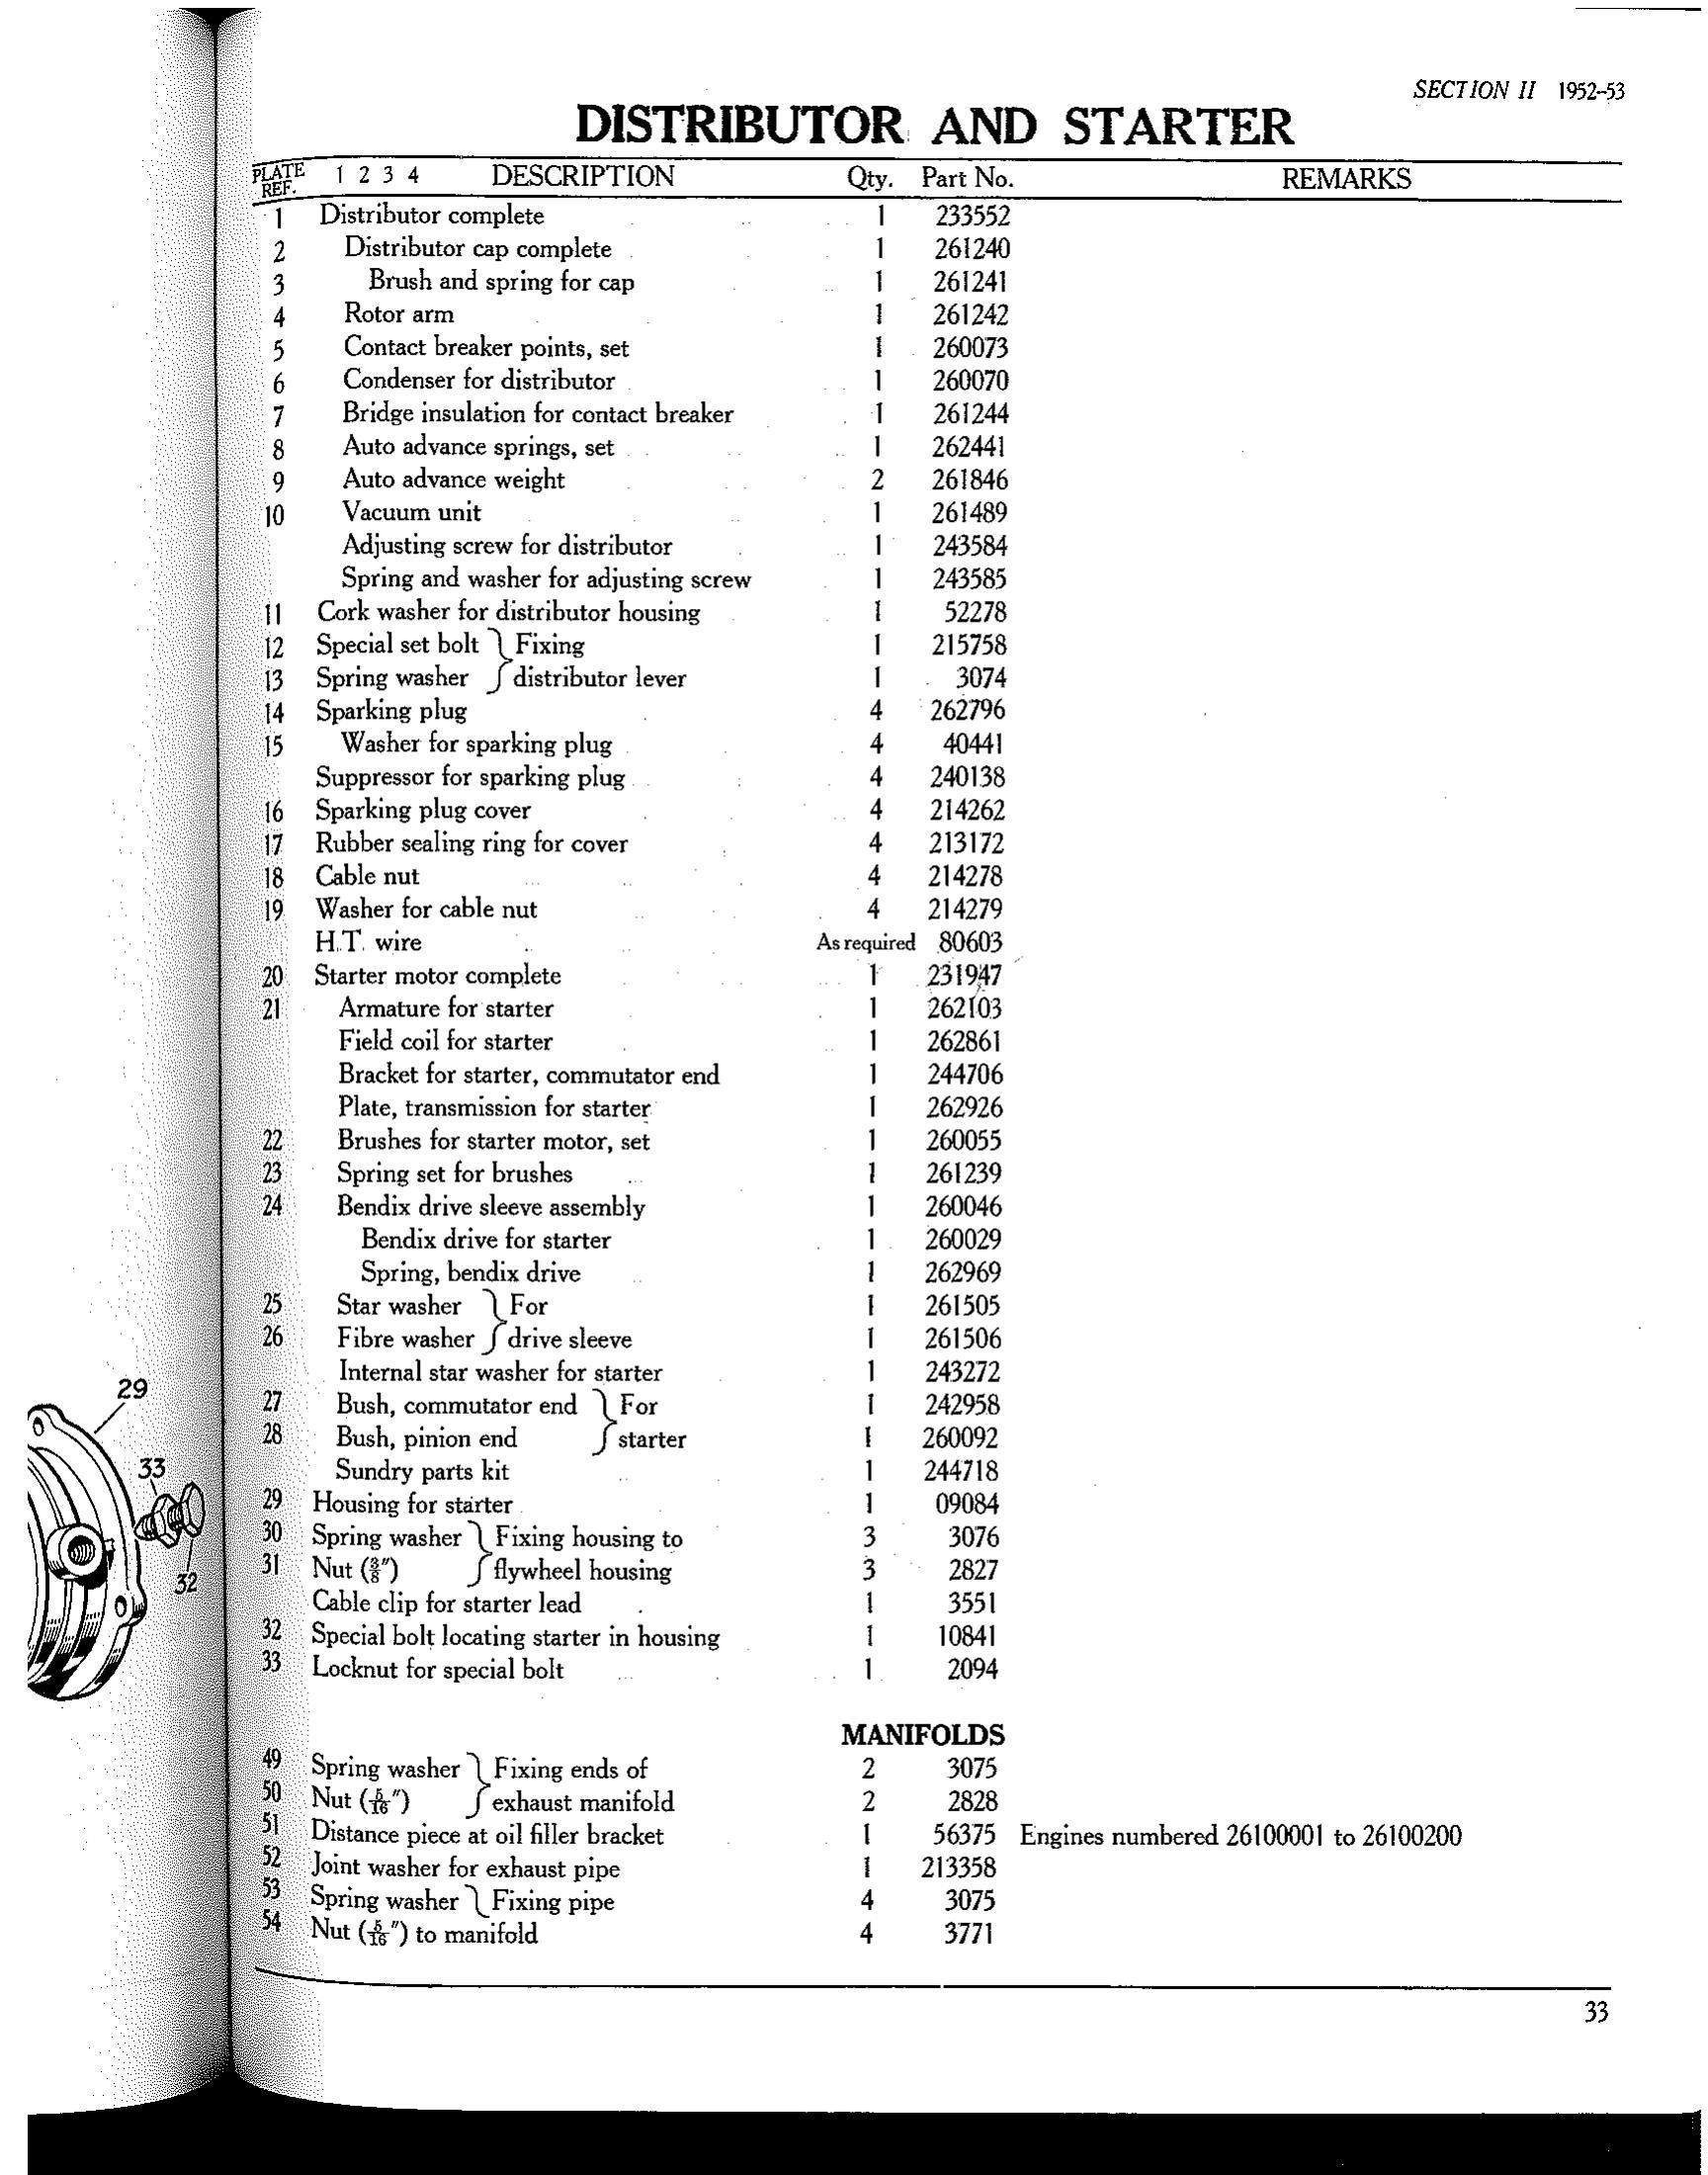 SECTION II 1952-53
DISTRIBUTOR AND STARTER
PLATE REF. 1 2 3 4 DESCRIPTION Qty. Part No. REMARKS
1 Distributor complete 1 233552
2 Distributor cap complete 1 261240
3 Brush and spring for cap 1 261241
4 Rotor arm 1 261242
5 Contact breaker points, set 1 260073
6 Condenser for distributor 1 260070
7 Bridge insulation for contact breaker 1 261244
8 Auto advance springs, set 1 262441
9 Auto advance weight 2 261846
10 Vacuum unit 1 261489
Adjusting screw for distributor 1 243584
Spring and washer for adjusting screw 1 243585
11 Cork washer for distributor housing 1 52278
12 Special set bolt } Fixing 1 215758
13 Spring washer } distributor lever 1 3074
14 Sparking plug 4 262796
15 Washer for sparking plug 4 40441
Suppressor for sparking plug 4 240138
16 Sparking plug cover 4 214262
17 Rubber sealing ring for cover 4 213172
18 Cable nut 4 214278
19 Washer for cable nut 4 214279
H.T. wire As required 80603
20 Starter motor complete 1 231947
21 Armature for starter 1 262103
Field coil for starter 1 262861
Bracket for starter, commutator end 1 244706
Plate, transmission for starter 1 262926
22 Brushes for starter motor, set 1 260055
23 Spring set for brushes 1 261239
24 Bendix drive sleeve assembly 1 260046
Bendix drive for starter 1 260029
Spring, bendix drive 1 262969
25 Star washer } For 1 261505
26 Fibre washer } drive sleeve 1 261506
Internal star washer for starter 1 243272
27 Bush, commutator end } For 1 242958
28 Bush, pinion end } starter 1 260092
Sundry parts kit 1 244718
29 Housing for starter 1 09084
30 Spring washer } Fixing housing to 3 3076
31 Nut (⅜") } flywheel housing 3 2827
Cable clip for starter lead 1 3551
32 Special bolt locating starter in housing 1 10841
33 Locknut for special bolt 1 2094
29
33
32
MANIFOLDS
49 Spring washer } Fixing ends of 2 3075
50 Nut (5/16") } exhaust manifold 2 2828
51 Distance piece at oil filler bracket 1 56375 Engines numbered 26100001 to 26100200
52 Joint washer for exhaust pipe 1 213358
53 Spring washer } Fixing pipe 4 3075
54 Nut (5/16") to manifold 4 3771
33